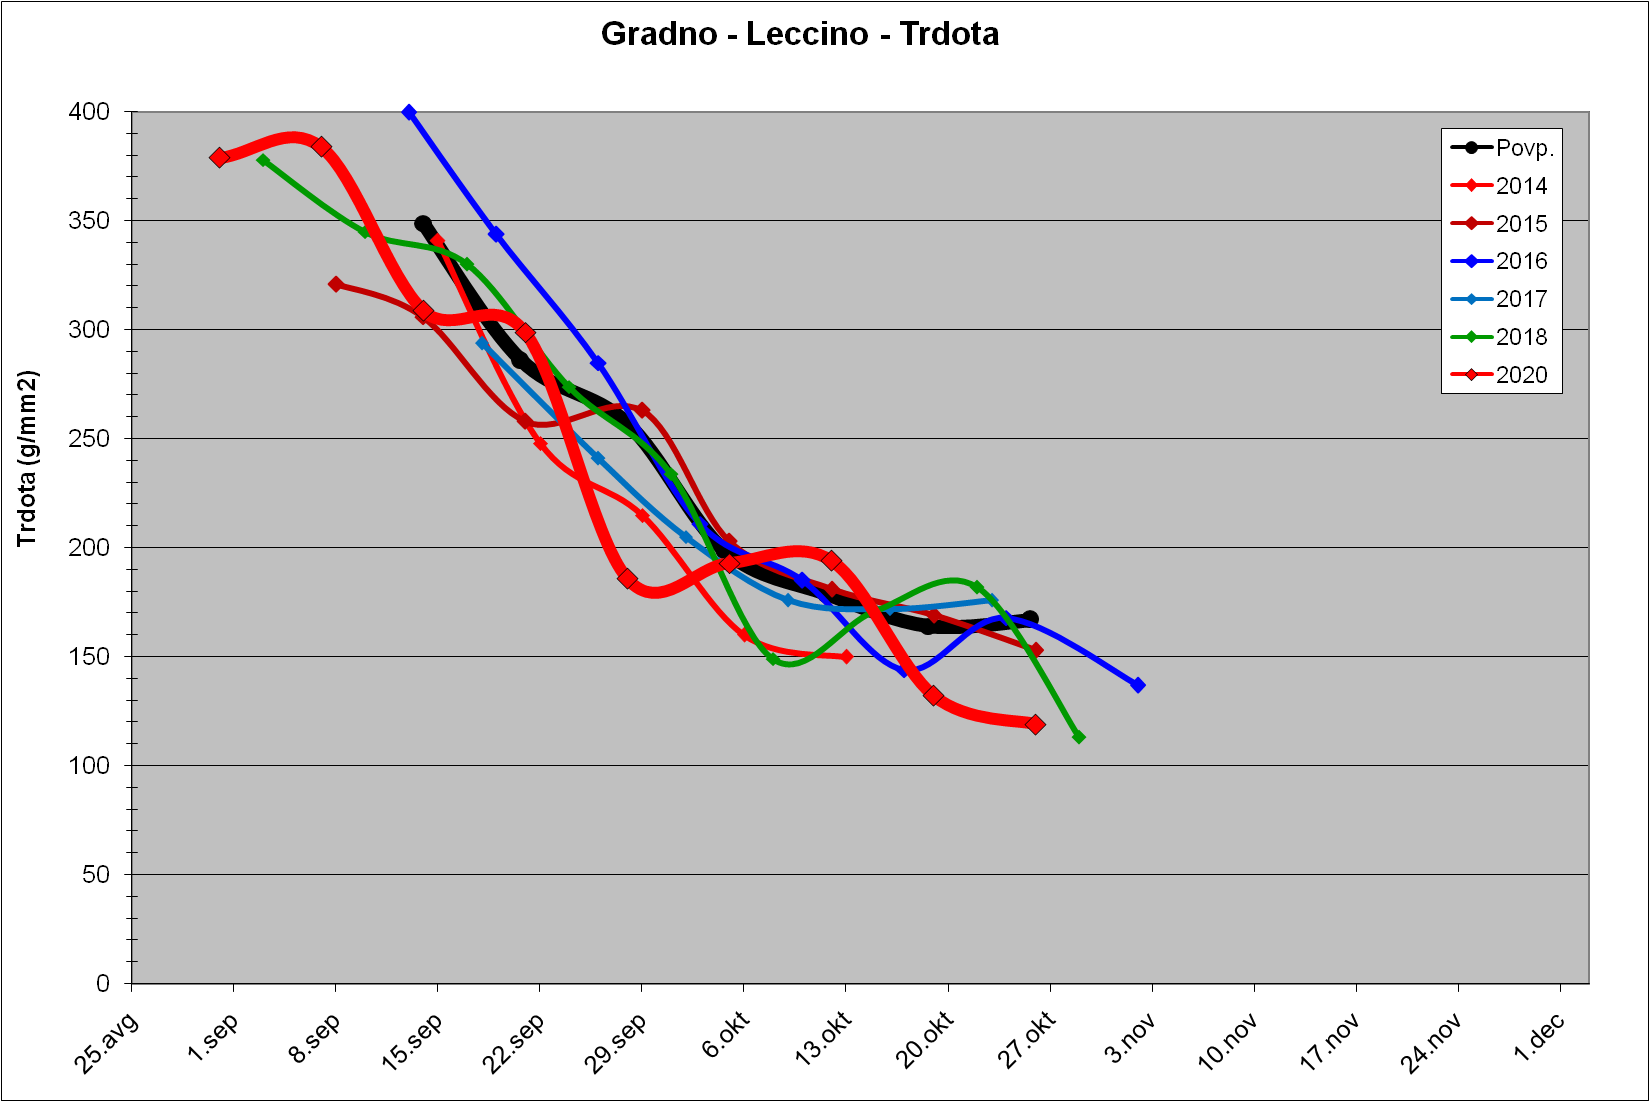 Gradno - Leccino - Trdota
Trdota (g/mm2)
400
350
300
250
200
150
100
50
0
25.avg
1.sep
8.sep
15.sep
22.sep
29.sep
6.okt
13.okt
20.okt
27.okt
3.nov
10.nov
17.nov
24.nov
1.dec
Povp.
2014
2015
2016
2017
2018
2020